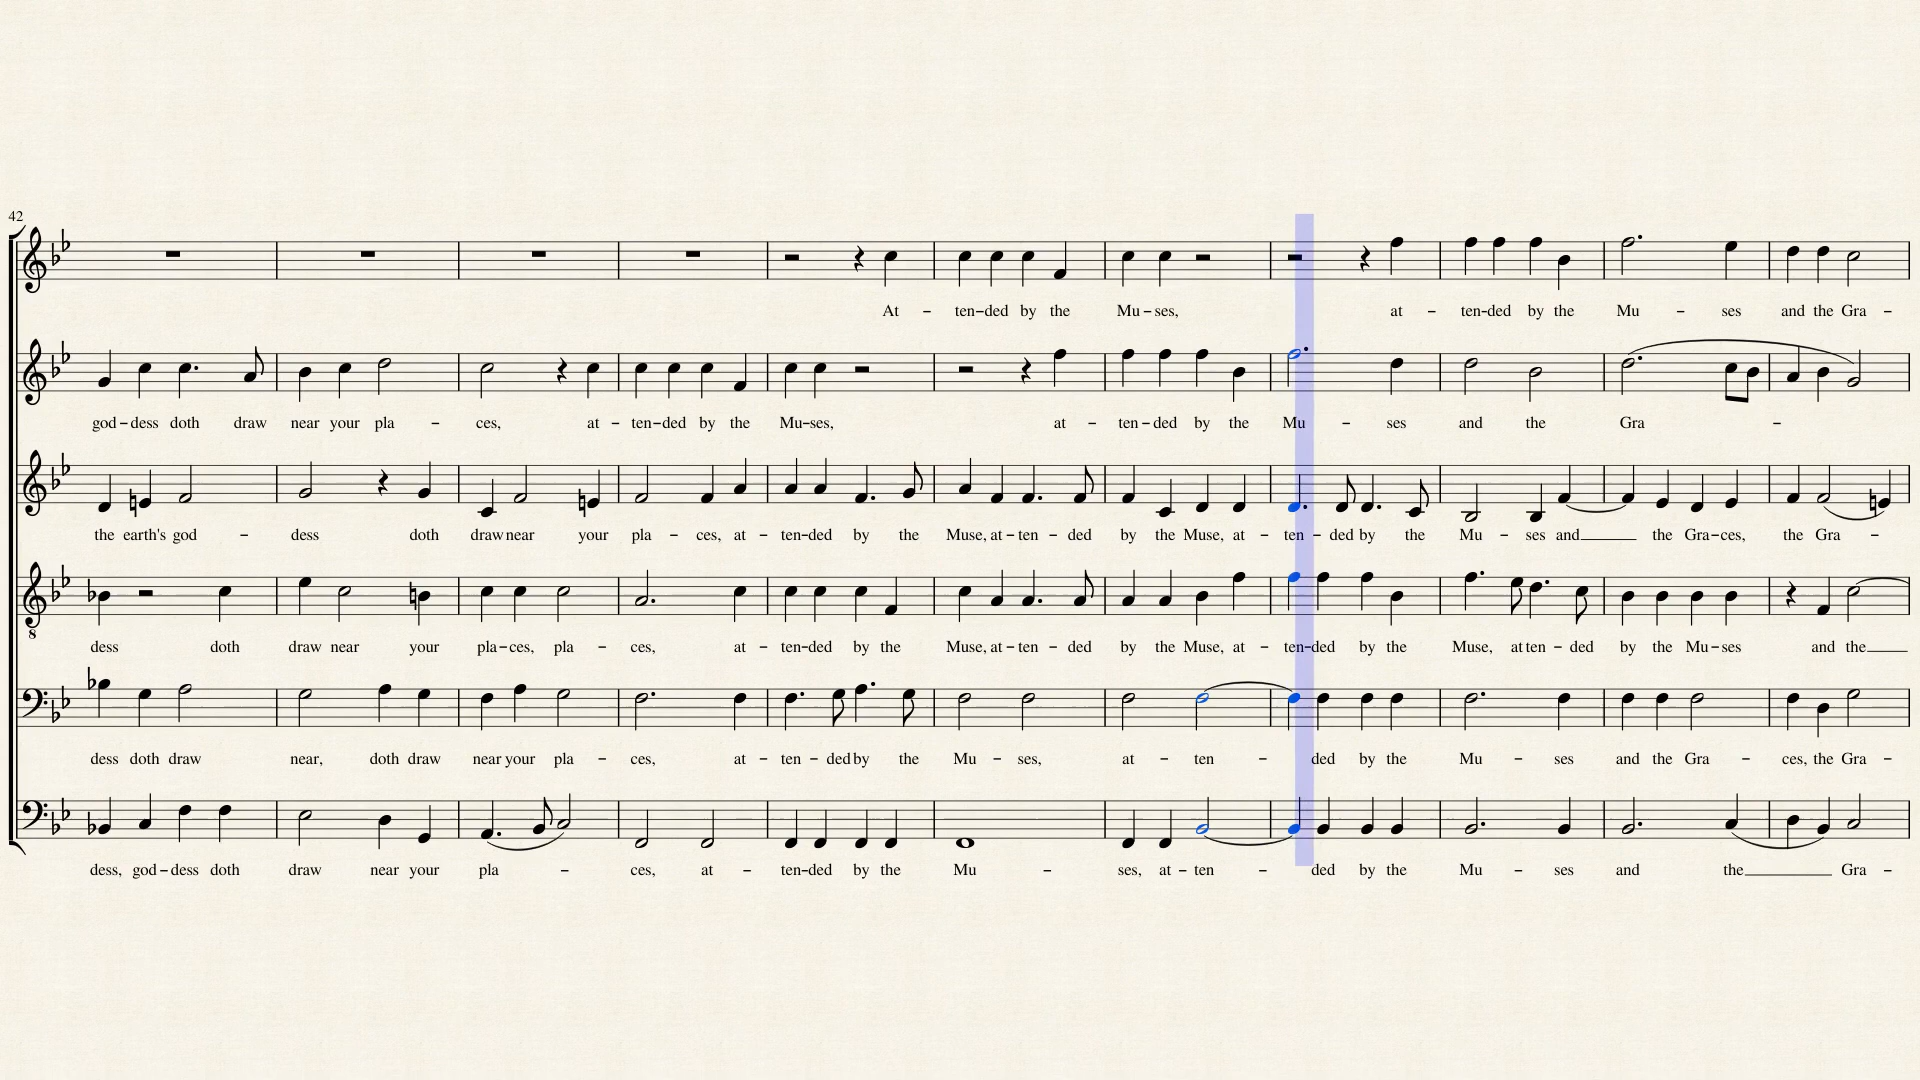 42
At – ten–ded by the Mu–ses, at – ten–ded by the Mu – ses and the Gra –
god–dess doth draw near your pla – ces, at – ten–ded by the Mu–ses, at – ten–ded by the Mu – ses and the Gra –
the earth's god – dess doth draw near your pla – ces, at – ten–ded by the Muse, at – ten – ded by the Muse, at – ten – ded by the Mu – ses and the Gra–ces, the Gra –
8
dess doth draw near your pla–ces, pla – ces, at – ten–ded by the Muse, at – ten – ded by the Muse, at – ten–ded by the Muse, at ten – ded by the Mu–ses and the
dess doth draw near, doth draw near your pla – ces, at – ten – ded by the Mu – ses, at – ten – ded by the Mu – ses and the Gra – ces, the Gra –
dess, god–dess doth draw near your pla – ces, at – ten–ded by the Mu – ses, at – ten – ded by the Mu – ses and the Gra –